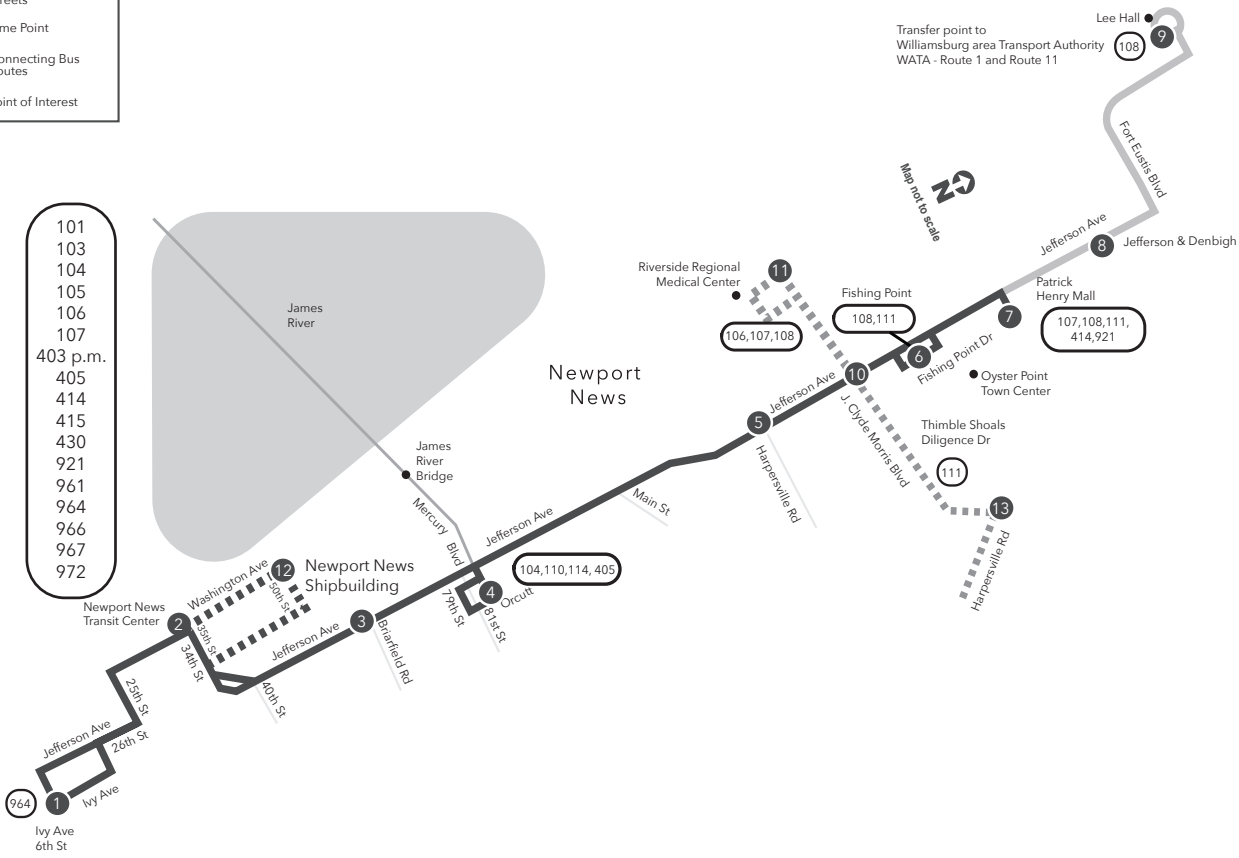 reets
me Point
onnecting Bus
outes
oint of Interest
Lee Hall
9
108
Transfer point to
Williamsburg area Transport Authority
WATA - Route 1 and Route 11
Fort Eustis Blvd
Map not to scale
N
Jefferson Ave
8
Jefferson & Denbigh
101
103
104
105
106
107
403 p.m.
405
414
415
430
921
961
964
966
967
972
James
River
Riverside Regional
Medical Center
11
106,107,108
Fishing Point
108,111
6
Fishing Point Dr
Patrick
Henry Mall
7
107,108,111,
414,921
Oyster Point
Town Center
Newport
News
10
Jefferson Ave
J. Clyde Morris Blvd
Thimble Shoals
Diligence Dr
111
13
Harpersville Rd
5
Harpersville Rd
James
River
Bridge
Mercury
Blvd
Main St
Jefferson Ave
104,110,114, 405
4
Orcutt
79th St
81st St
Newport News
Shipbuilding
12
Washington Ave
50th St
Newport News
Transit Center
2
35th St
34th St
3
Jefferson Ave
Briarfield Rd
40th St
25th St
Jefferson Ave
26th St
Ivy Ave
964
1
Ivy Ave
6th St